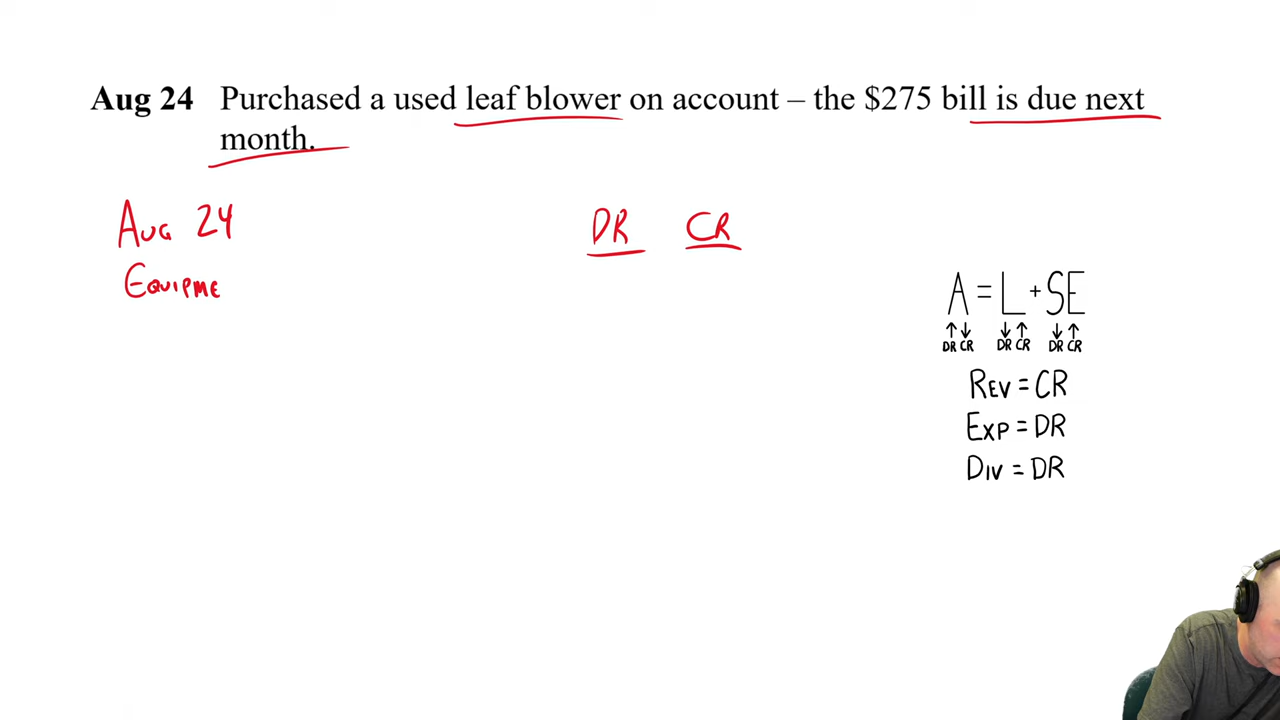 Aug 24 Purchased a used leaf blower on account – the $275 bill is due next
month.
AUG 24 DR CR
EQUIPME
A = L + SE
↑ ↓ ↓ ↑ ↓ ↑
DR CR DR CR DR CR
REV = CR
EXP = DR
DIV = DR